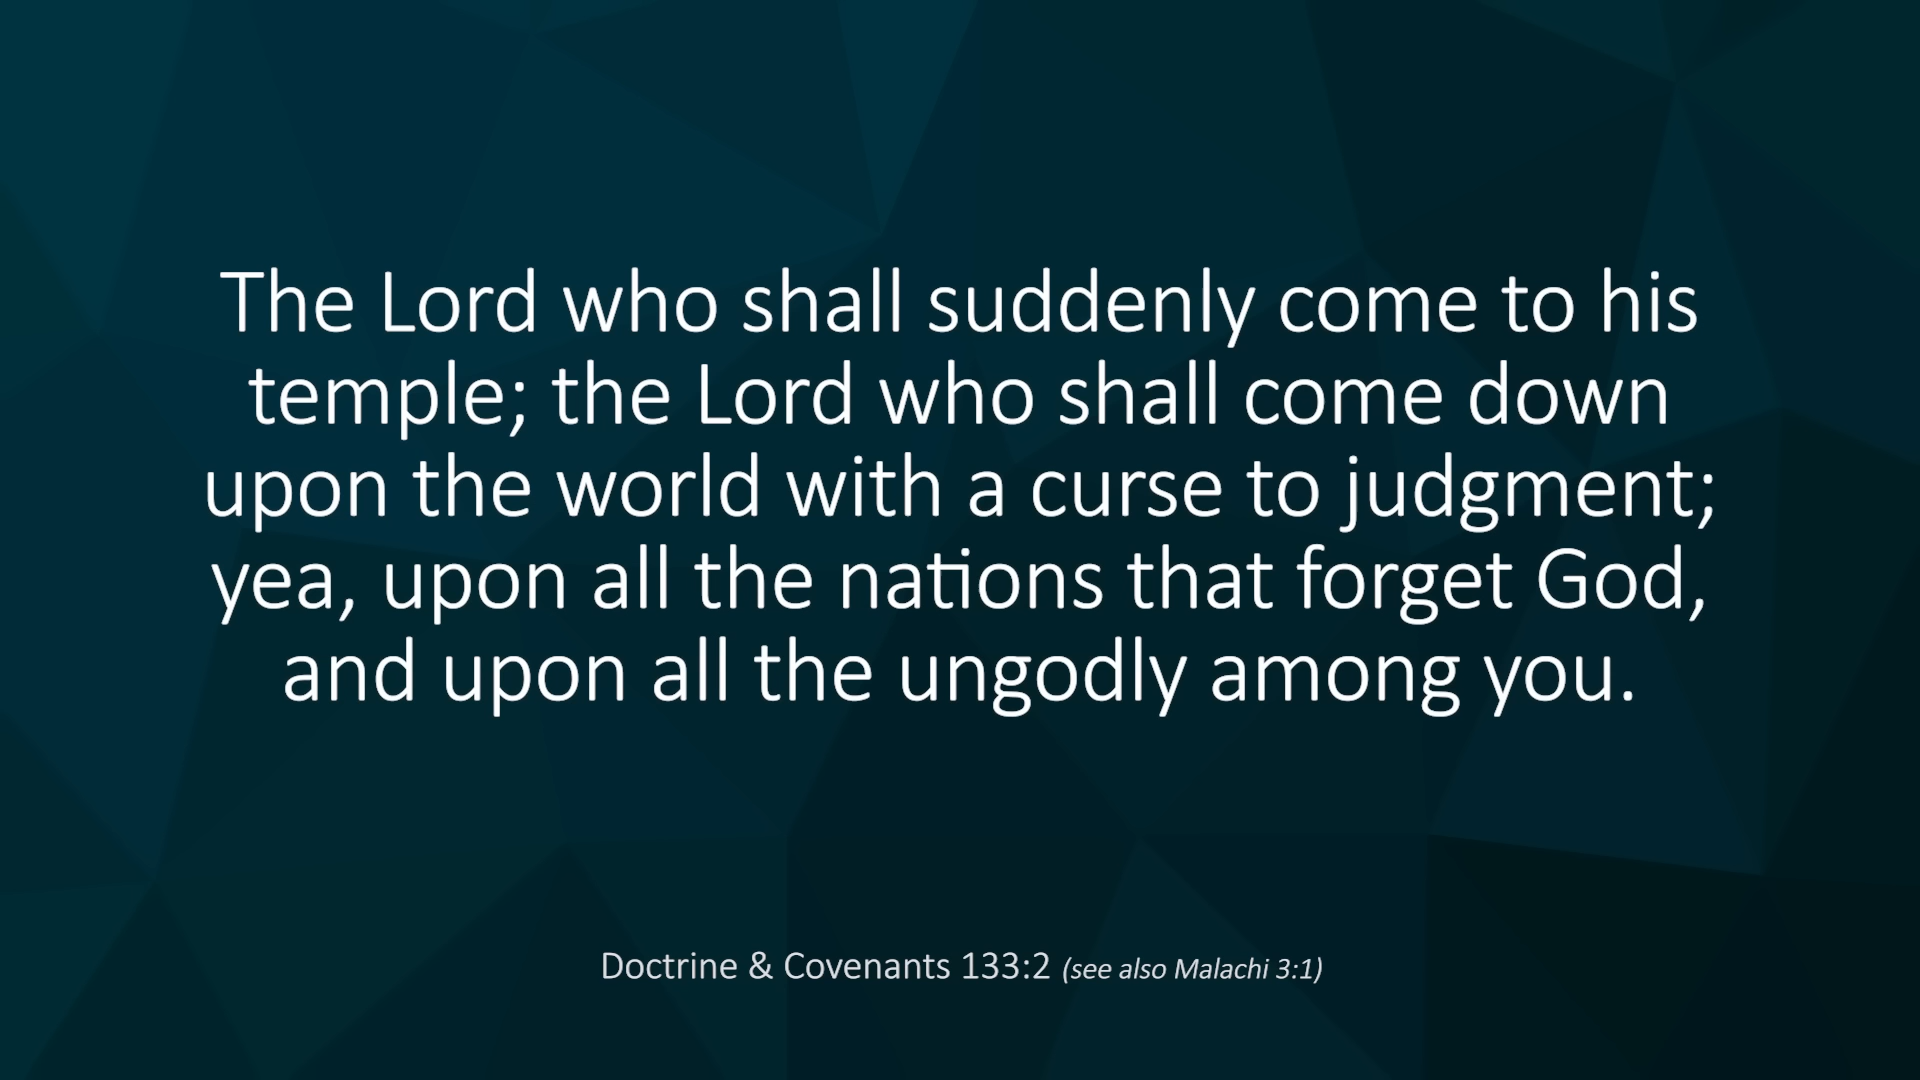 The Lord who shall suddenly come to his
temple; the Lord who shall come down
upon the world with a curse to judgment;
yea, upon all the nations that forget God,
and upon all the ungodly among you.
Doctrine & Covenants 133:2 (see also Malachi 3:1)